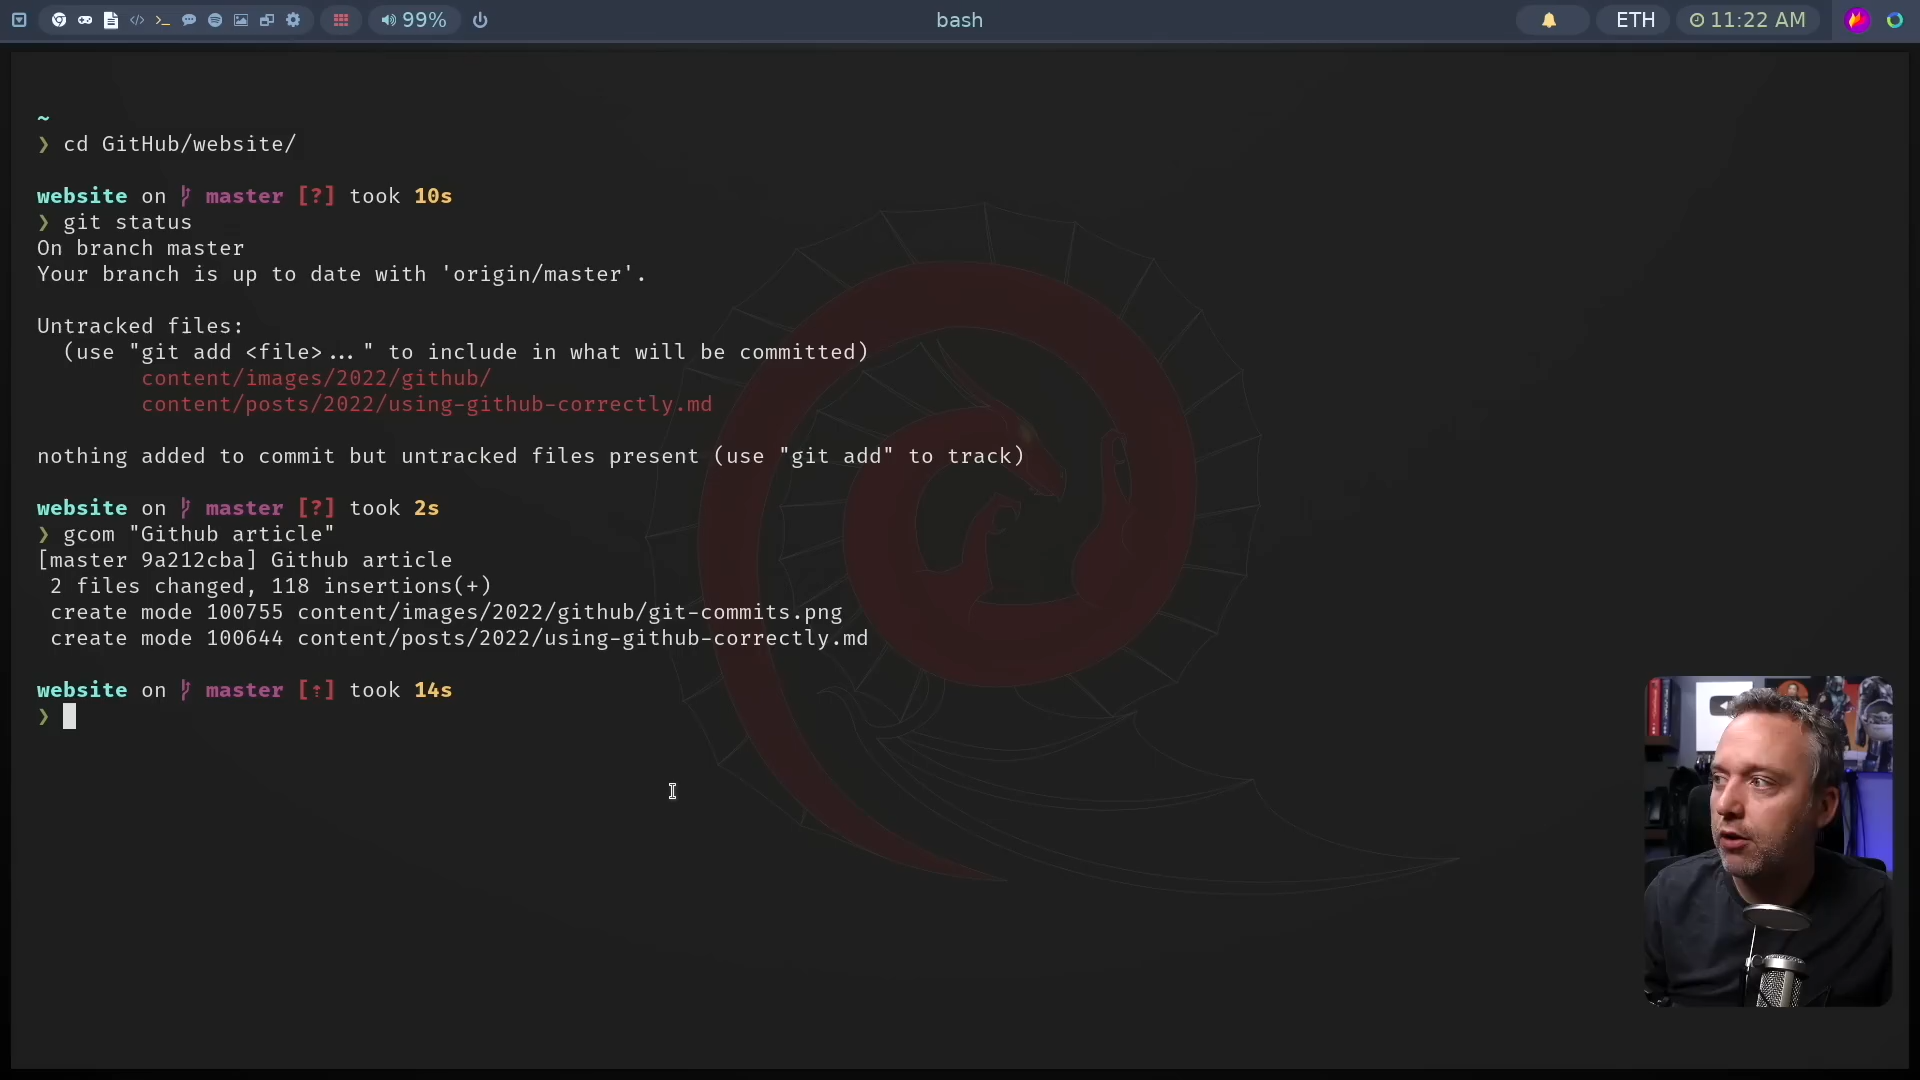 99%
bash
ETH
11:22 AM
~
❯ cd GitHub/website/
website on master [?] took 10s
❯ git status
On branch master
Your branch is up to date with 'origin/master'.
Untracked files:
(use "git add <file>..." to include in what will be committed)
content/images/2022/github/
content/posts/2022/using-github-correctly.md
nothing added to commit but untracked files present (use "git add" to track)
website on master [?] took 2s
❯ gcom "Github article"
[master 9a212cba] Github article
2 files changed, 118 insertions(+)
create mode 100755 content/images/2022/github/git-commits.png
create mode 100644 content/posts/2022/using-github-correctly.md
website on master [⇡] took 14s
❯